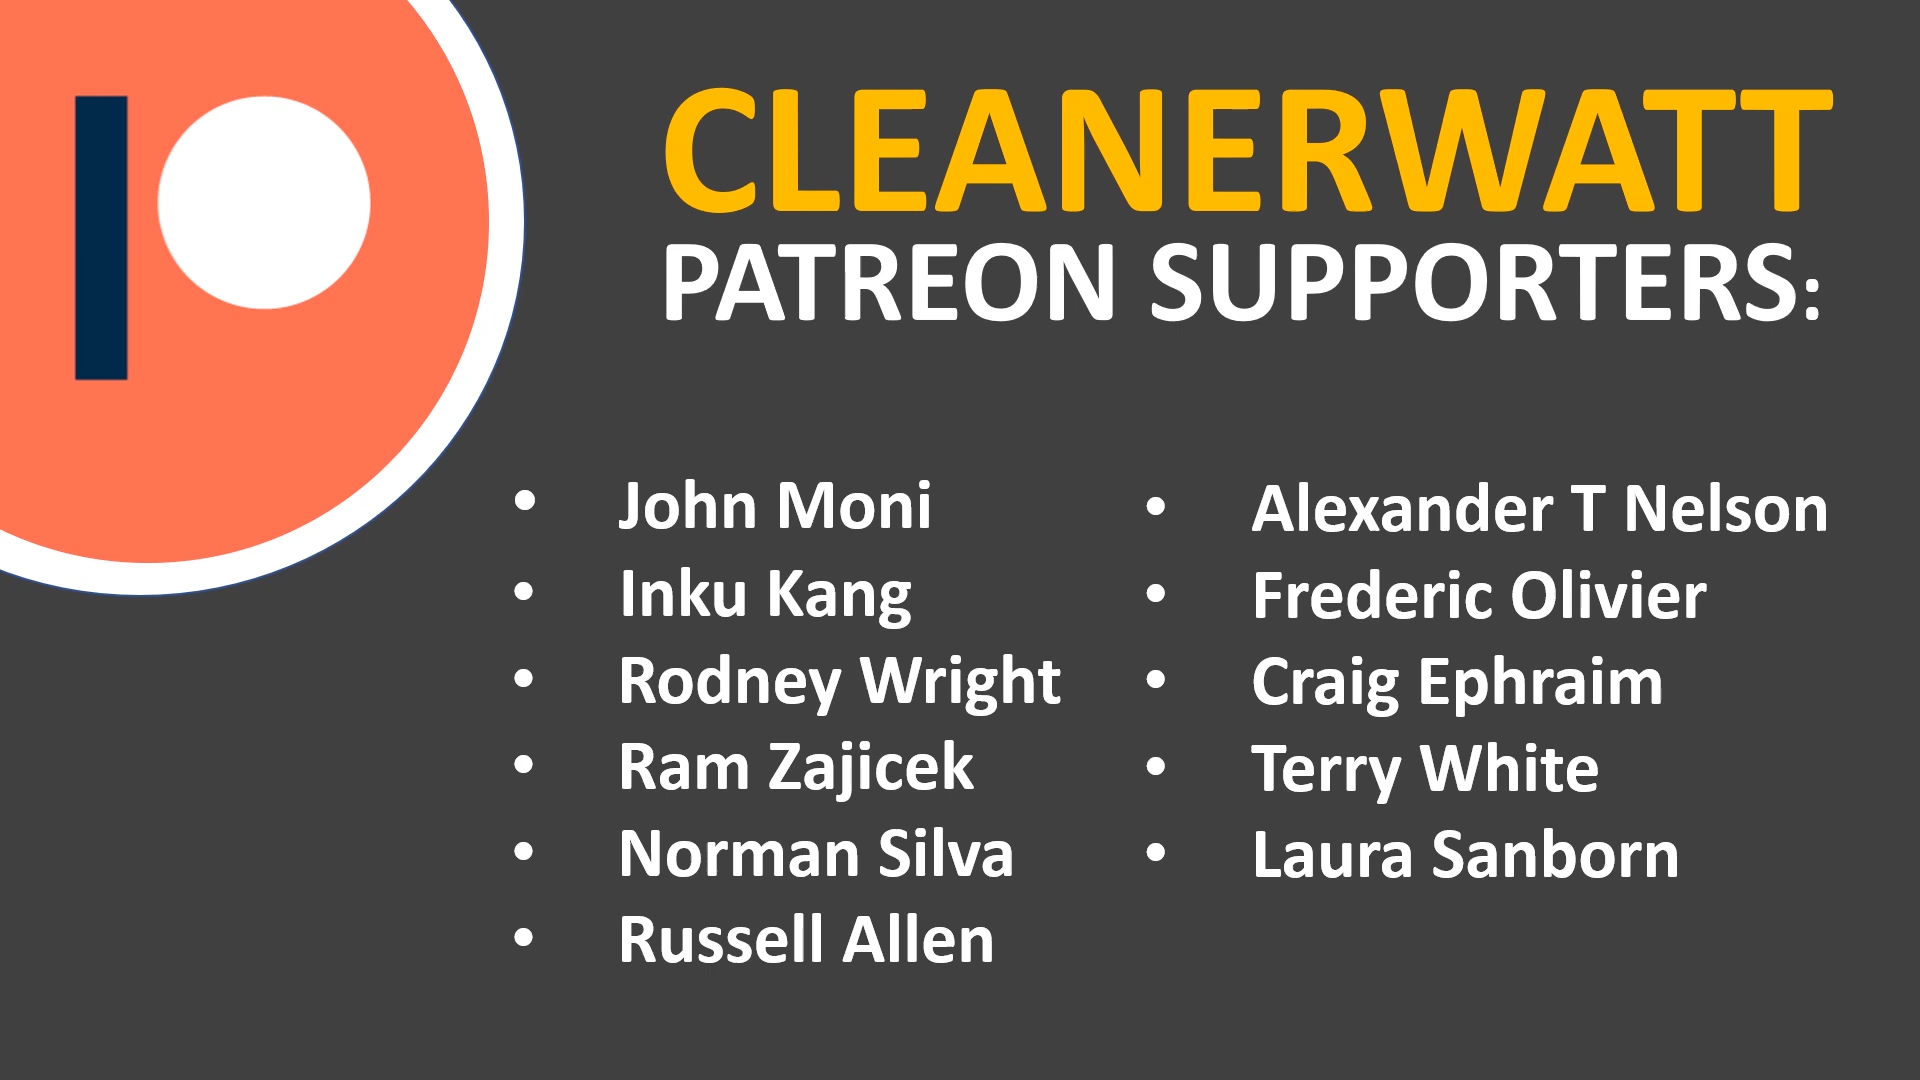 CLEANERWATT
PATREON SUPPORTERS:
• John Moni
• Inku Kang
• Rodney Wright
• Ram Zajicek
• Norman Silva
• Russell Allen
• Alexander T Nelson
• Frederic Olivier
• Craig Ephraim
• Terry White
• Laura Sanborn